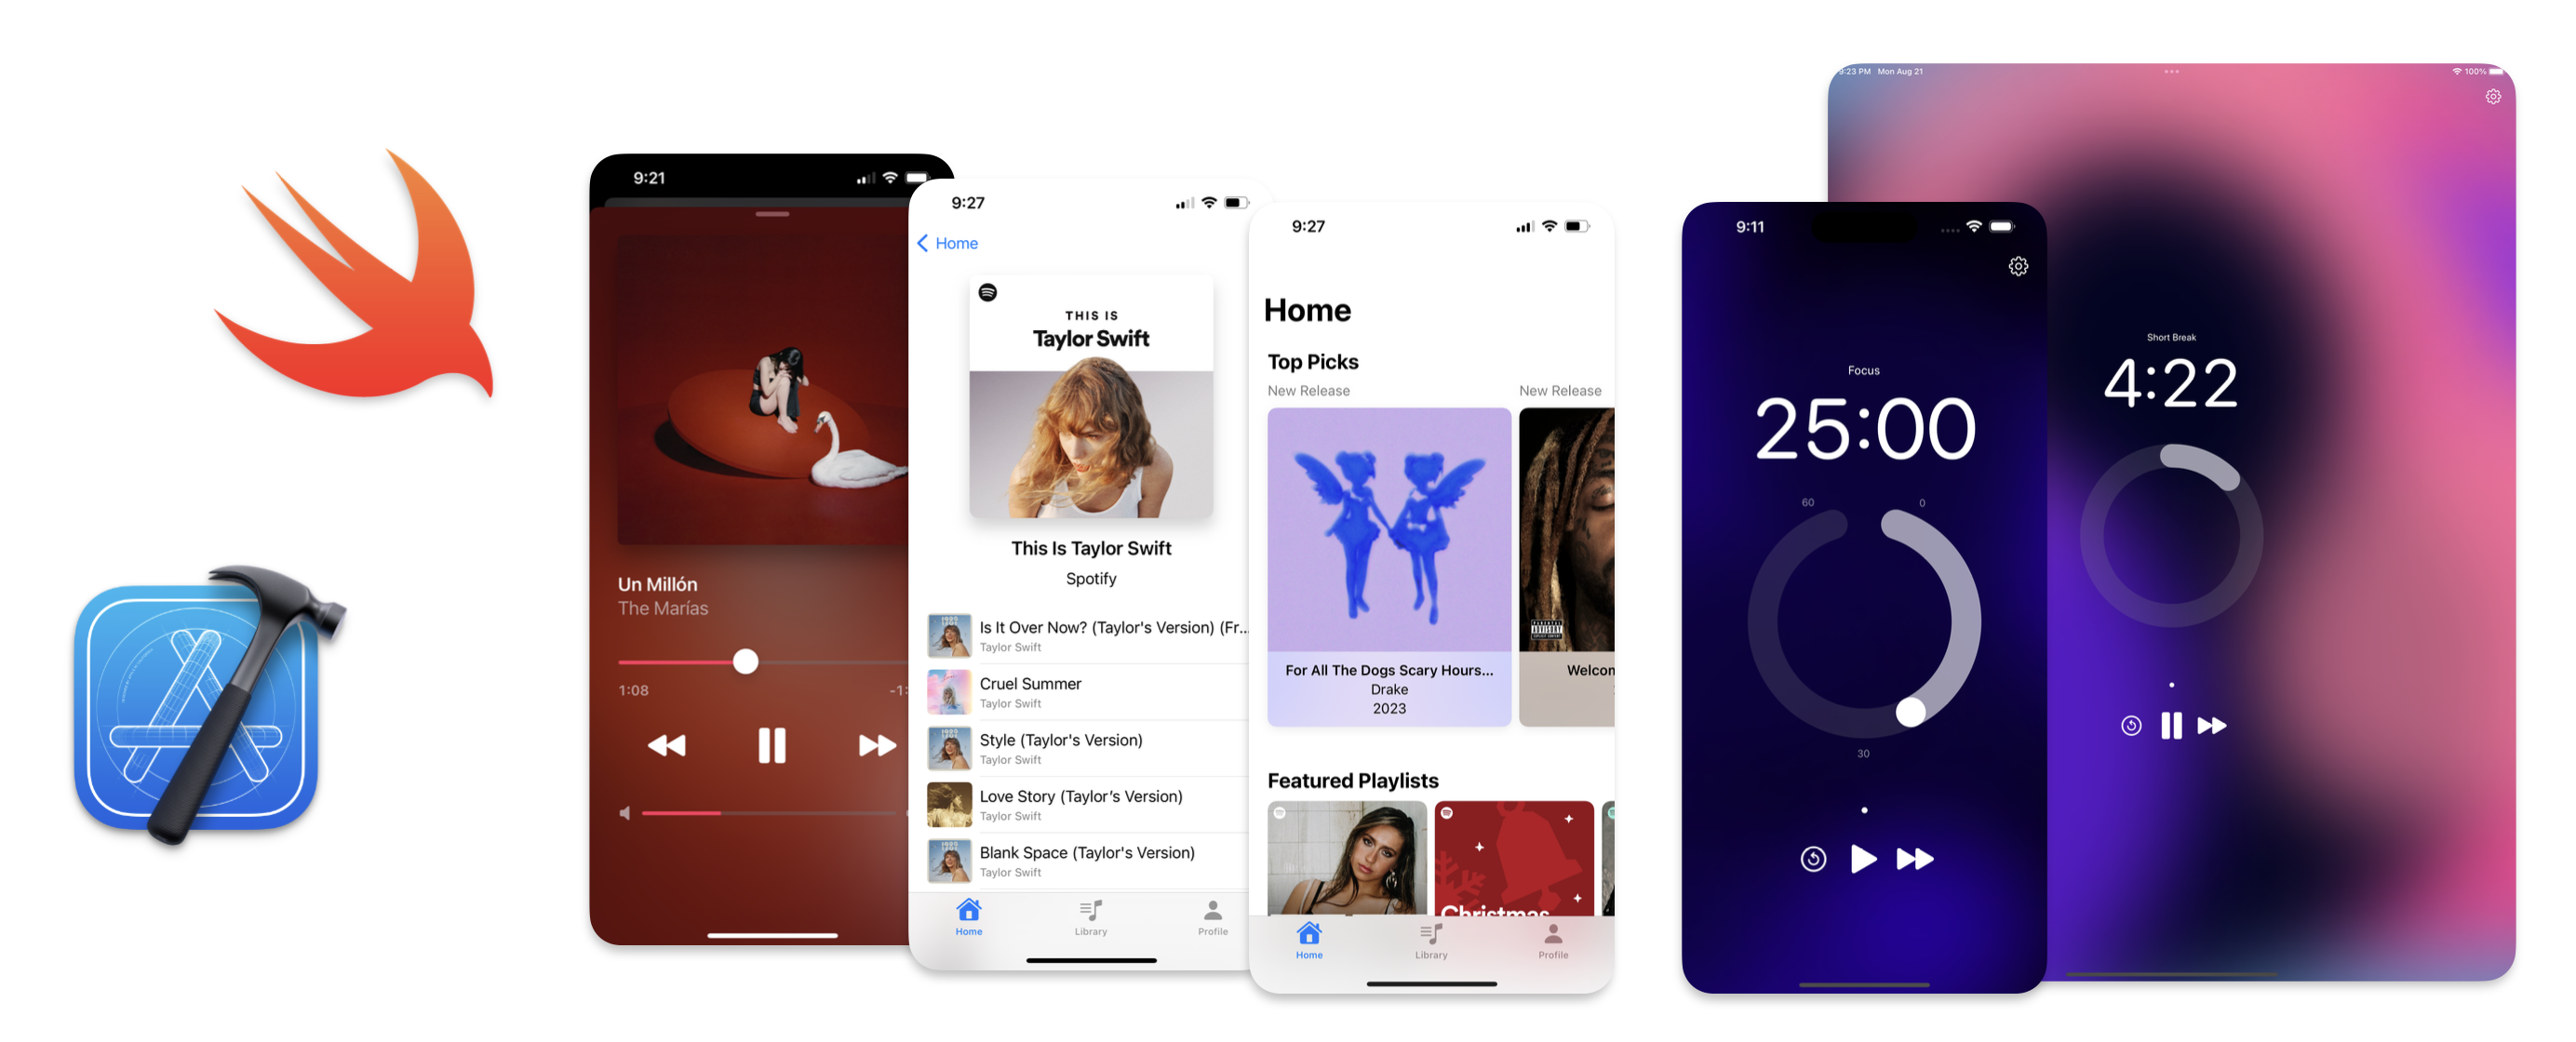 9:21
Un Millón
The Marías
1:08
-1:
9:27
Home
THIS IS
Taylor Swift
This Is Taylor Swift
Spotify
Is It Over Now? (Taylor's Version) (Fr...
Taylor Swift
Cruel Summer
Taylor Swift
Style (Taylor's Version)
Taylor Swift
Love Story (Taylor’s Version)
Taylor Swift
Blank Space (Taylor's Version)
Taylor Swift
Home
Library
Profile
9:27
Home
Top Picks
New Release
New Release
PARENTAL
ADVISORY
EXPLICIT CONTENT
For All The Dogs Scary Hours...
Drake
2023
Welcon
Featured Playlists
Christmas
Home
Library
Profile
9:11
Focus
25:00
60
0
30
9:23 PM Mon Aug 21
100%
Short Break
4:22